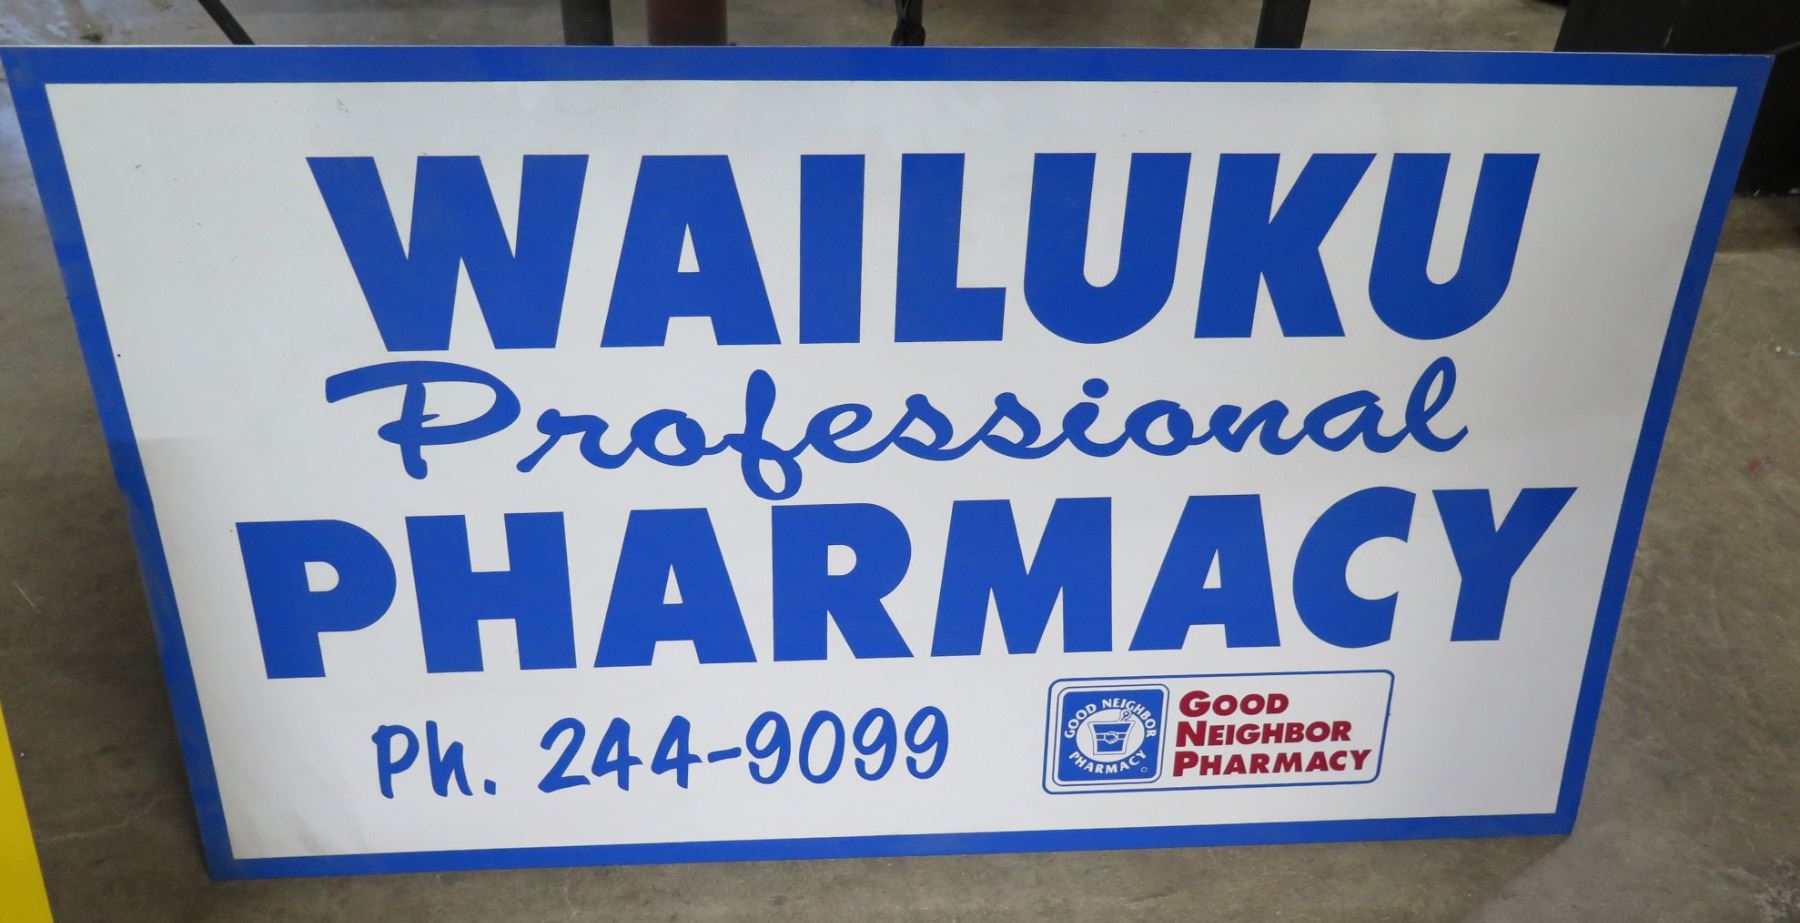 WAILUKU
Professional
PHARMACY
Ph. 244-9099
GOOD NEIGHBOR
PHARMACY
GOOD
NEIGHBOR
PHARMACY